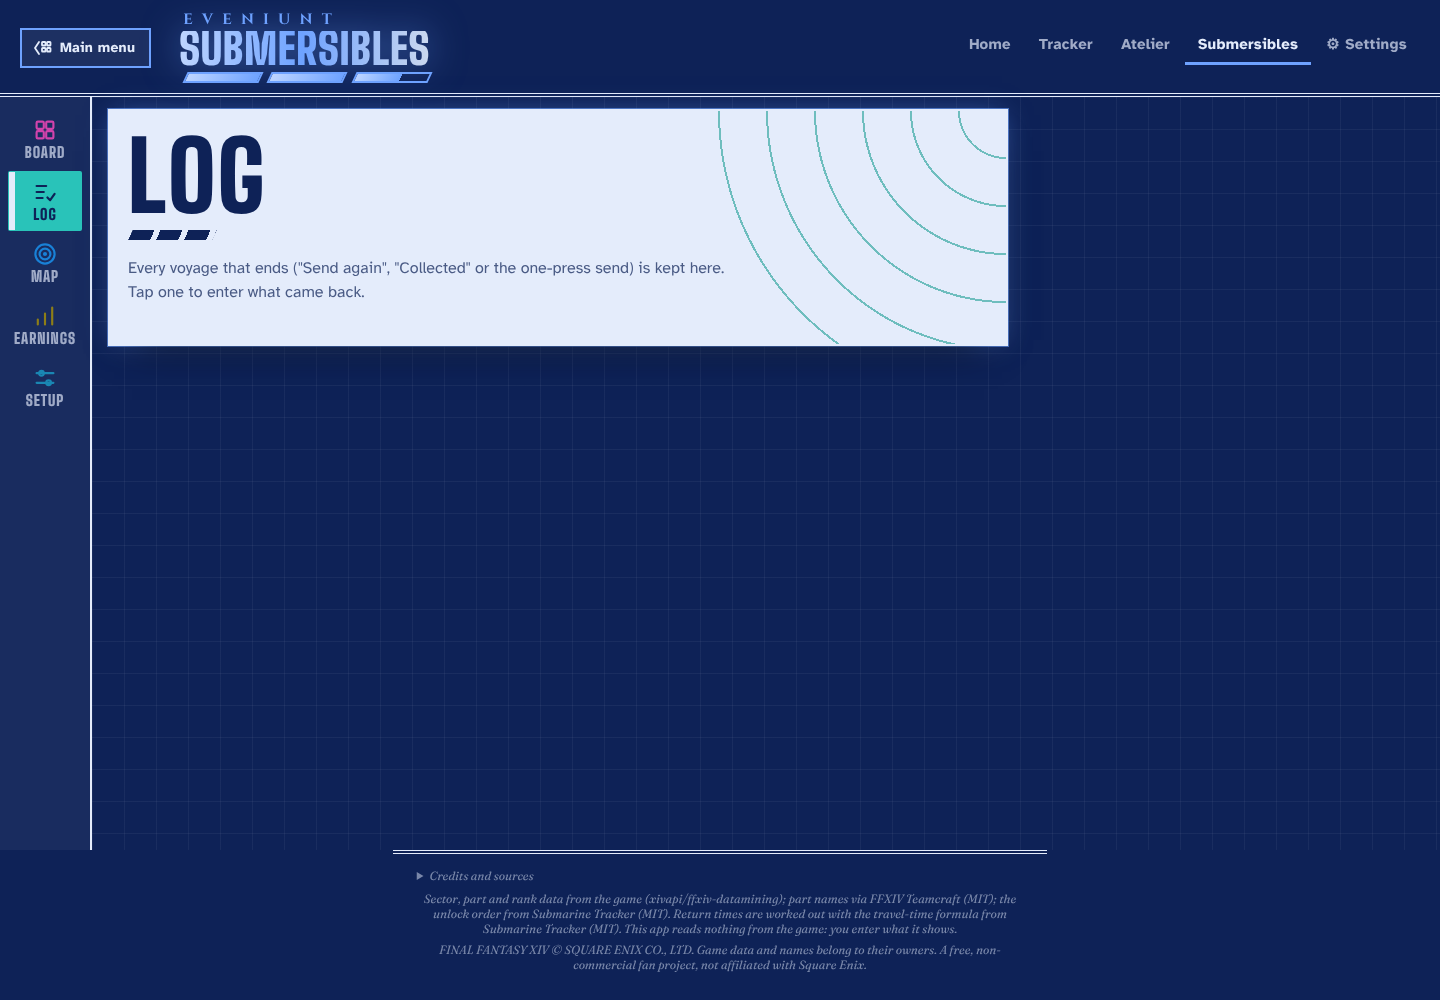 Main menu
EVENIUNT
SUBMERSIBLES
Home
Tracker
Atelier
Submersibles
Settings
BOARD
LOG
MAP
EARNINGS
SETUP
LOG
Every voyage that ends ("Send again", "Collected" or the one-press send) is kept here.
Tap one to enter what came back.
Credits and sources
Sector, part and rank data from the game (xivapi/ffxiv-datamining); part names via FFXIV Teamcraft (MIT); the
unlock order from Submarine Tracker (MIT). Return times are worked out with the travel-time formula from
Submarine Tracker (MIT). This app reads nothing from the game: you enter what it shows.
FINAL FANTASY XIV © SQUARE ENIX CO., LTD. Game data and names belong to their owners. A free, non-
commercial fan project, not affiliated with Square Enix.